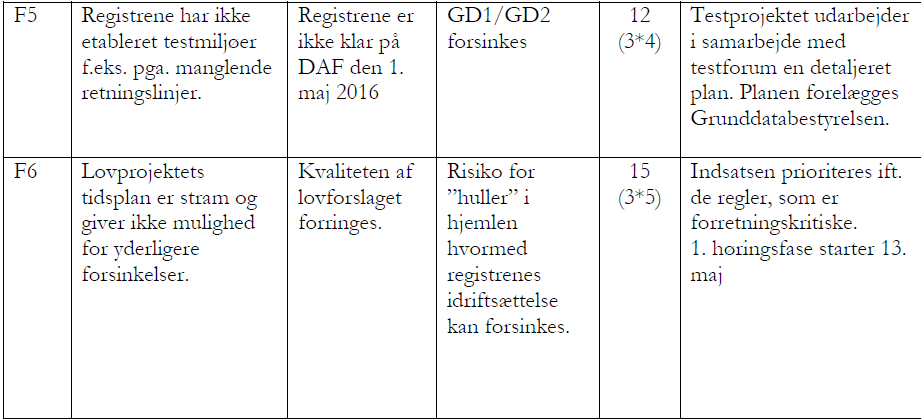 F5
Registrene har ikke
etableret testmiljøer
f.eks. pga. manglende
retningslinjer.
Registrene er
ikke klar på
DAF den 1.
maj 2016
GD1/GD2
forsinkes
12
(3*4)
Testprojektet udarbejder
i samarbejde med
testforum en detaljeret
plan. Planen forelægges
Grunddatabestyrelsen.
F6
Lovprojektets
tidsplan er stram og
giver ikke mulighed
for yderligere
forsinkelser.
Kvaliteten af
lovforslaget
forringes.
Risiko for
”huller” i
hjemlen
hvormed
registrenes
idriftsættelse
kan forsinkes.
15
(3*5)
Indsatsen prioriteres ift.
de regler, som er
forretningskritiske.
1. høringsfase starter 13.
maj